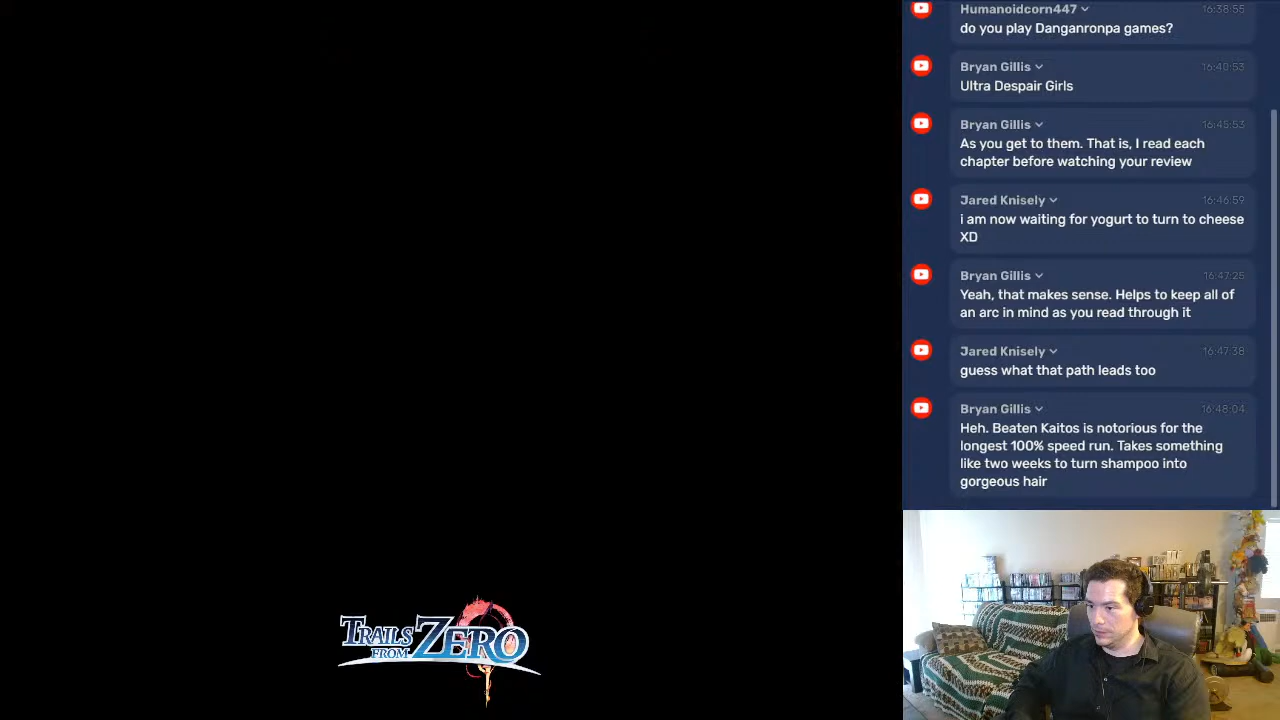 Humanoidcorn447
16:38:55
do you play Danganronpa games?
Bryan Gillis
16:40:53
Ultra Despair Girls
Bryan Gillis
16:45:53
As you get to them. That is, I read each
chapter before watching your review
Jared Knisely
16:46:59
i am now waiting for yogurt to turn to cheese
XD
Bryan Gillis
16:47:25
Yeah, that makes sense. Helps to keep all of
an arc in mind as you read through it
Jared Knisely
16:47:38
guess what that path leads too
Bryan Gillis
16:48:04
Heh. Beaten Kaitos is notorious for the
longest 100% speed run. Takes something
like two weeks to turn shampoo into
gorgeous hair
TRAILS
FROM ZERO